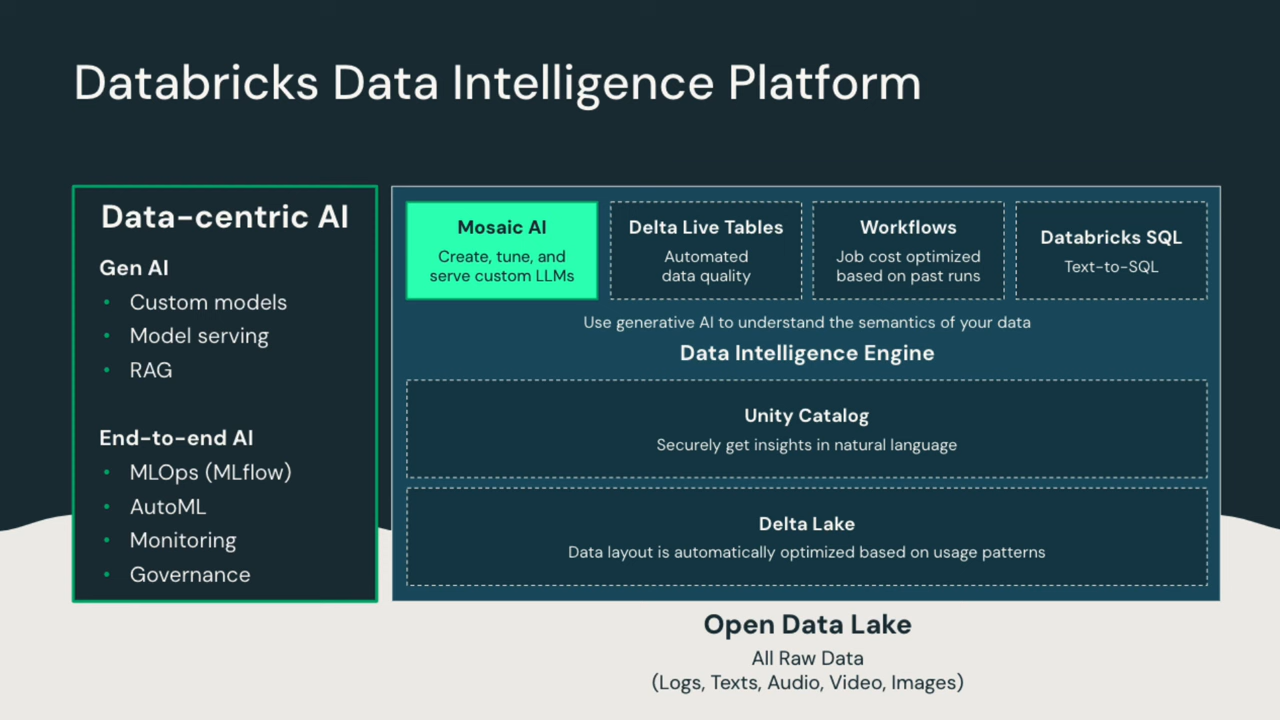 Databricks Data Intelligence Platform
Data-centric AI
Gen AI
• Custom models
• Model serving
• RAG
End-to-end AI
• MLOps (MLflow)
• AutoML
• Monitoring
• Governance
Mosaic AI
Create, tune, and
serve custom LLMs
Delta Live Tables
Automated
data quality
Workflows
Job cost optimized
based on past runs
Databricks SQL
Text-to-SQL
Use generative AI to understand the semantics of your data
Data Intelligence Engine
Unity Catalog
Securely get insights in natural language
Delta Lake
Data layout is automatically optimized based on usage patterns
Open Data Lake
All Raw Data
(Logs, Texts, Audio, Video, Images)